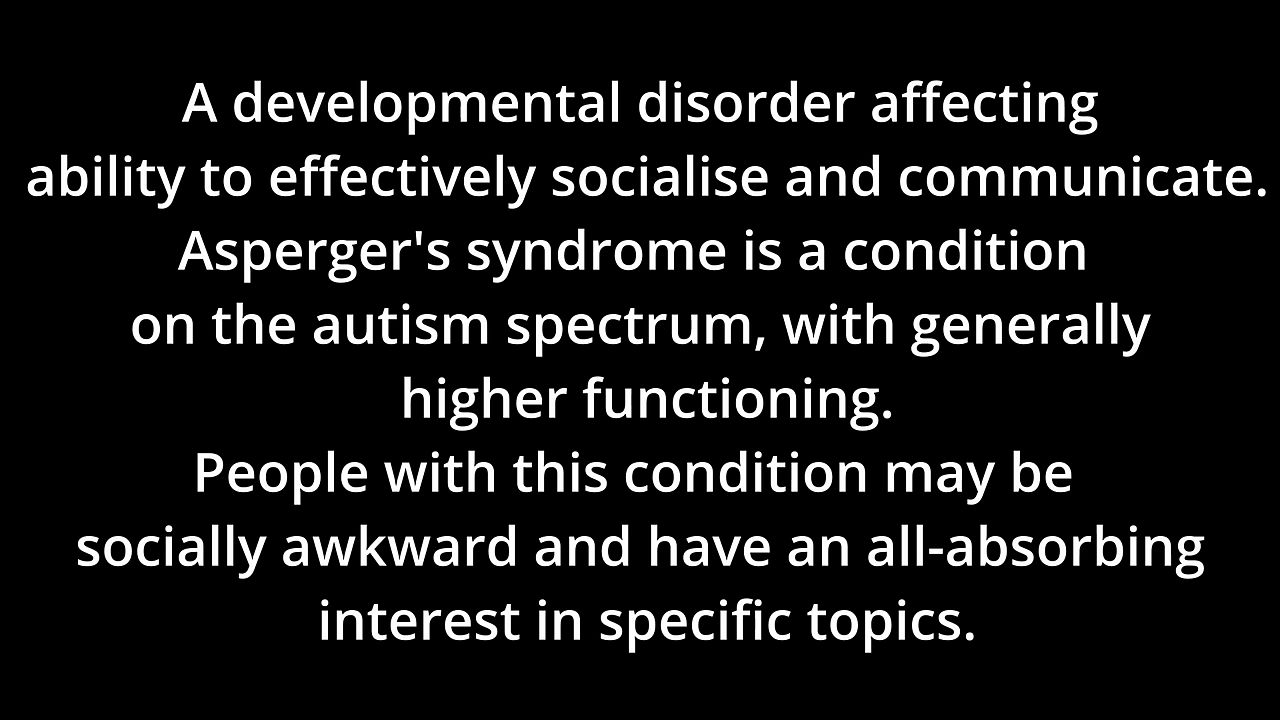 A developmental disorder affecting
ability to effectively socialise and communicate.
Asperger's syndrome is a condition
on the autism spectrum, with generally
higher functioning.
People with this condition may be
socially awkward and have an all-absorbing
interest in specific topics.